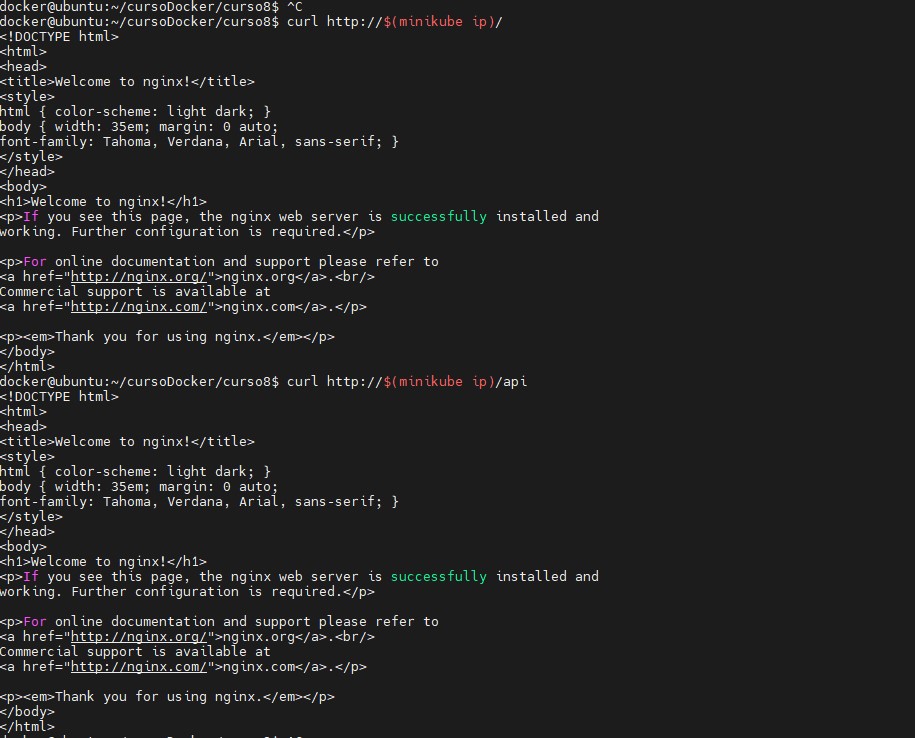 docker@ubuntu:~/cursoDocker/curso8$ ^C
docker@ubuntu:~/cursoDocker/curso8$ curl http://$(minikube ip)/
<!DOCTYPE html>
<html>
<head>
<title>Welcome to nginx!</title>
<style>
html { color-scheme: light dark; }
body { width: 35em; margin: 0 auto;
font-family: Tahoma, Verdana, Arial, sans-serif; }
</style>
</head>
<body>
<h1>Welcome to nginx!</h1>
<p>If you see this page, the nginx web server is successfully installed and
working. Further configuration is required.</p>

<p>For online documentation and support please refer to
<a href="http://nginx.org/">nginx.org</a>.<br/>
Commercial support is available at
<a href="http://nginx.com/">nginx.com</a>.</p>

<p><em>Thank you for using nginx.</em></p>
</body>
</html>
docker@ubuntu:~/cursoDocker/curso8$ curl http://$(minikube ip)/api
<!DOCTYPE html>
<html>
<head>
<title>Welcome to nginx!</title>
<style>
html { color-scheme: light dark; }
body { width: 35em; margin: 0 auto;
font-family: Tahoma, Verdana, Arial, sans-serif; }
</style>
</head>
<body>
<h1>Welcome to nginx!</h1>
<p>If you see this page, the nginx web server is successfully installed and
working. Further configuration is required.</p>

<p>For online documentation and support please refer to
<a href="http://nginx.org/">nginx.org</a>.<br/>
Commercial support is available at
<a href="http://nginx.com/">nginx.com</a>.</p>

<p><em>Thank you for using nginx.</em></p>
</body>
</html>